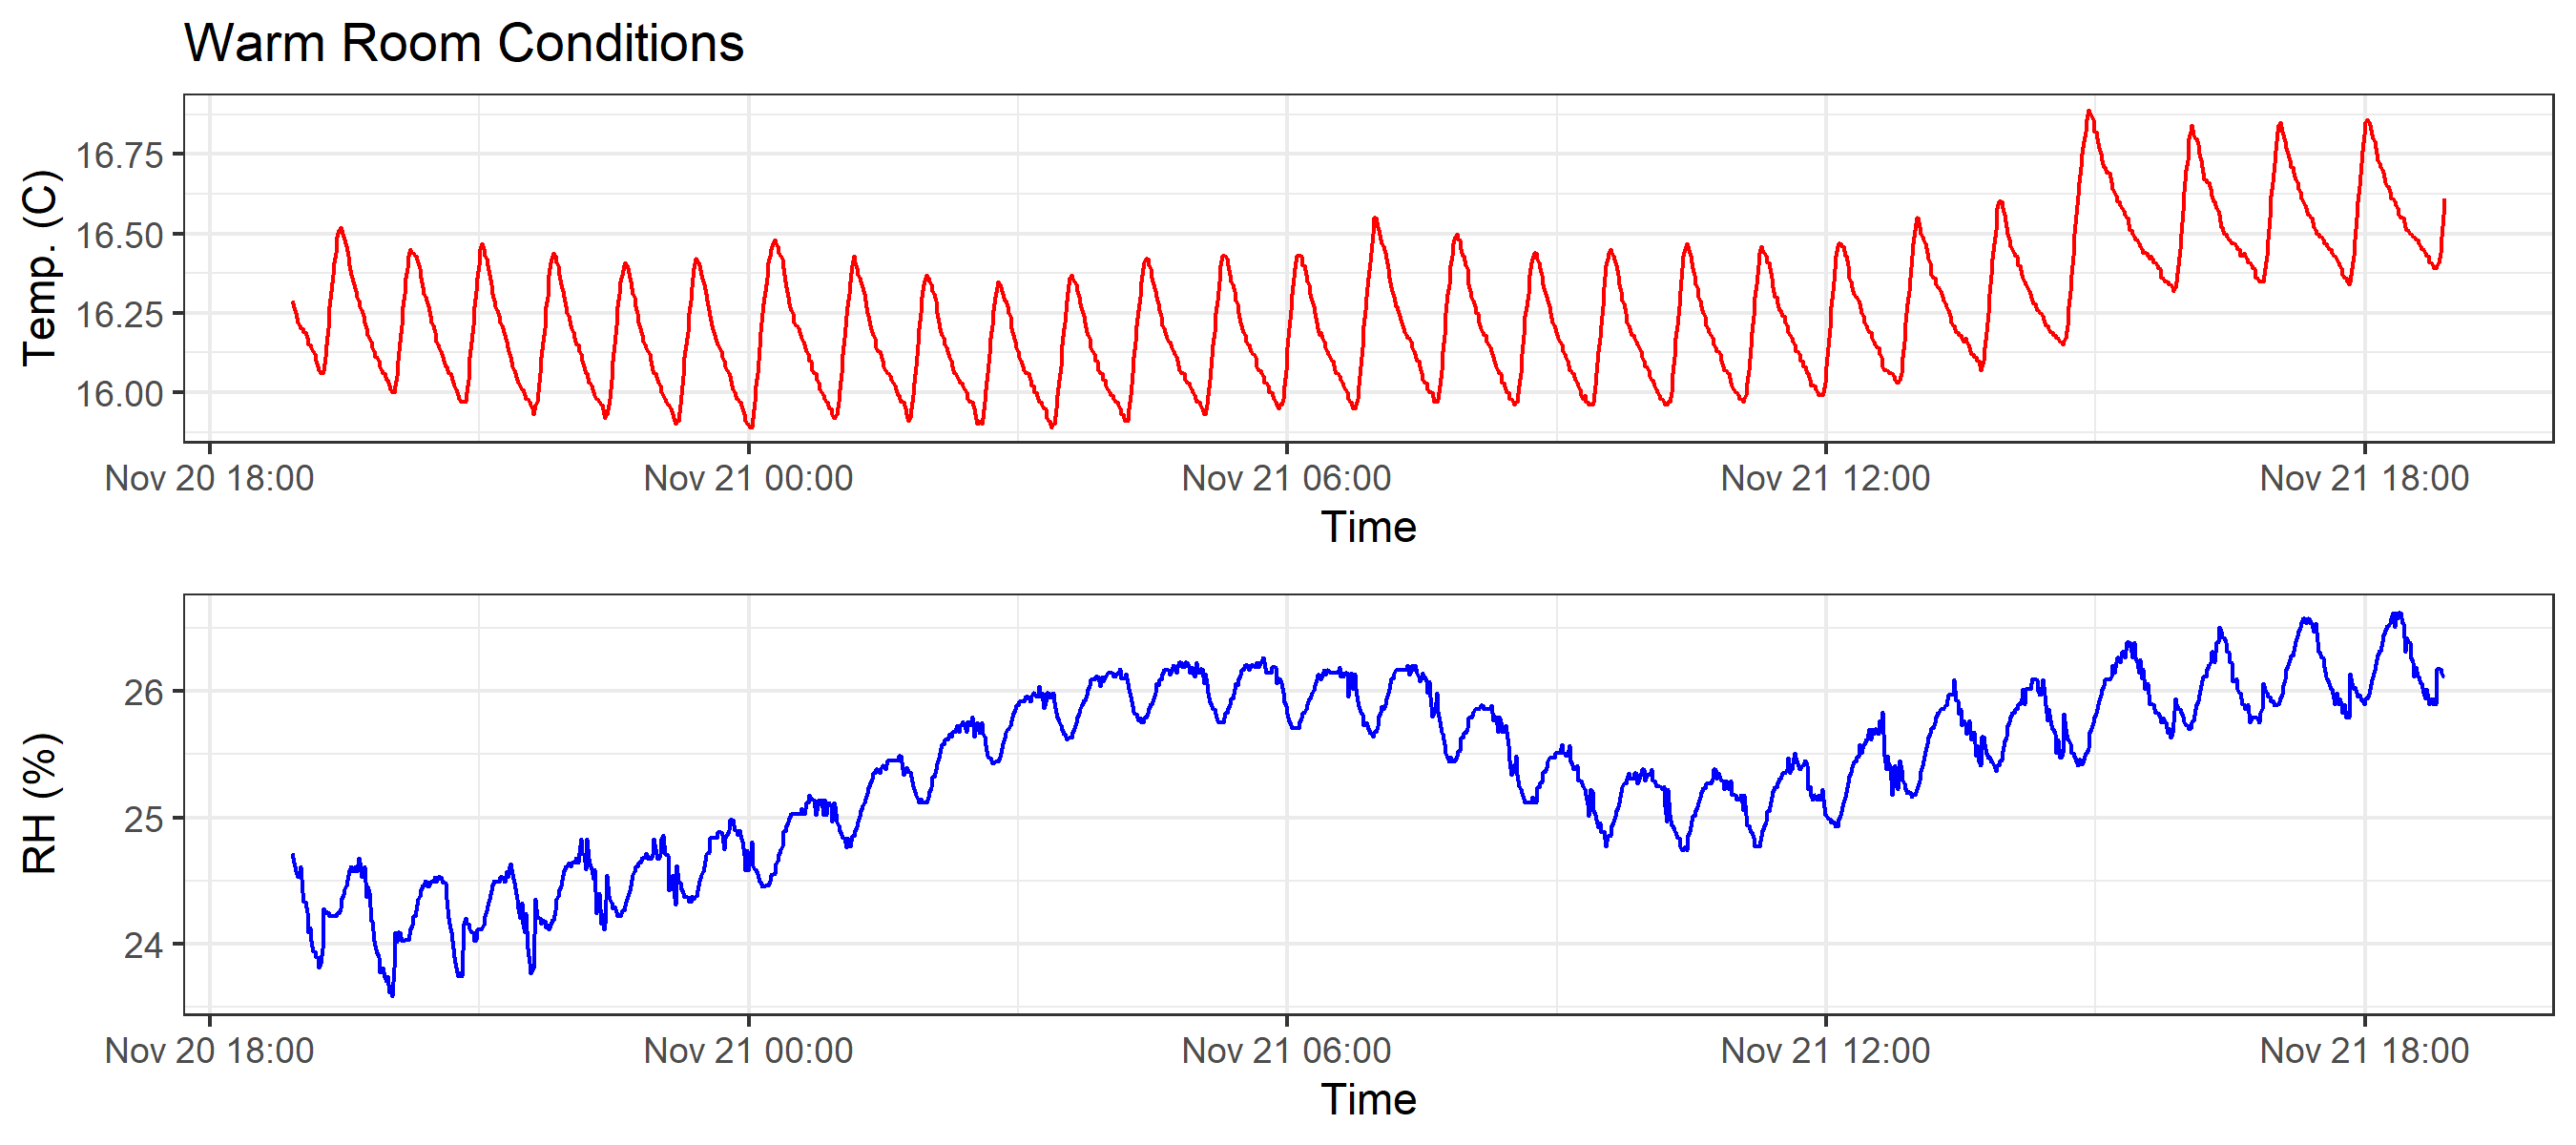 Warm Room Conditions
Temp. (C)
16.75
16.50
16.25
16.00
Nov 20 18:00 Nov 21 00:00 Nov 21 06:00 Nov 21 12:00 Nov 21 18:00
Time
RH (%)
26
25
24
Nov 20 18:00 Nov 21 00:00 Nov 21 06:00 Nov 21 12:00 Nov 21 18:00
Time